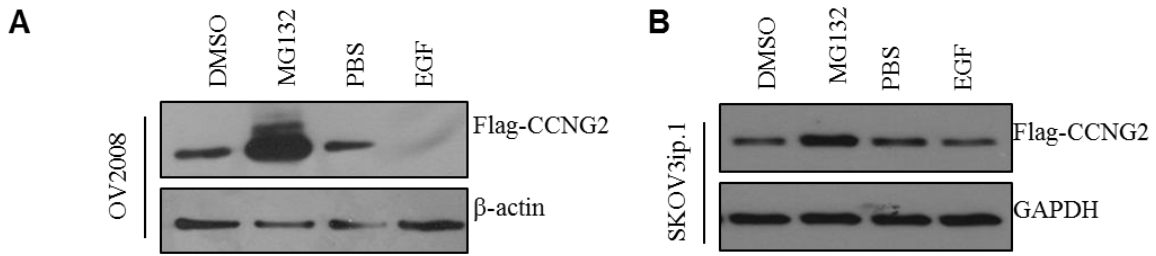 A
DMSO
MG132
PBS
EGF
Flag-CCNG2
β-actin
OV2008
B
DMSO
MG132
PBS
EGF
Flag-CCNG2
GAPDH
SKOV3ip.1